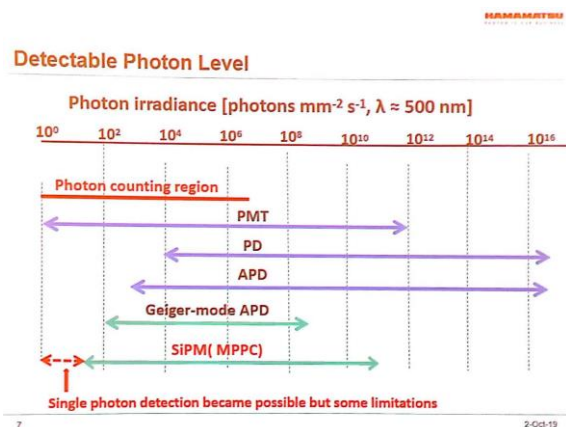 HAMAMATSU
Detectable Photon Level
Photon irradiance [photons mm⁻² s⁻¹, λ ≈ 500 nm]
10⁰ 10² 10⁴ 10⁶ 10⁸ 10¹⁰ 10¹² 10¹⁴ 10¹⁶
Photon counting region
PMT
PD
APD
Geiger-mode APD
SiPM( MPPC)
Single photon detection became possible but some limitations
7 2-Oct-19